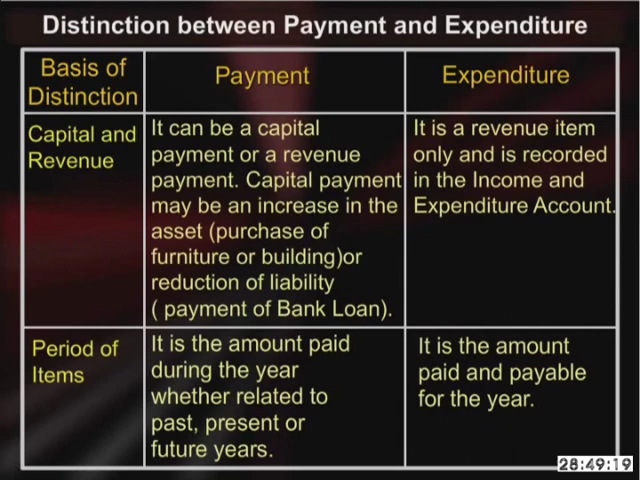 Distinction between Payment and Expenditure
Basis of
Distinction
Payment
Expenditure
Capital and
Revenue
It can be a capital
payment or a revenue
payment. Capital payment
may be an increase in the
asset (purchase of
furniture or building)or
reduction of liability
( payment of Bank Loan).
It is a revenue item
only and is recorded
in the Income and
Expenditure Account.
Period of
Items
It is the amount paid
during the year
whether related to
past, present or
future years.
It is the amount
paid and payable
for the year.
28:49:19